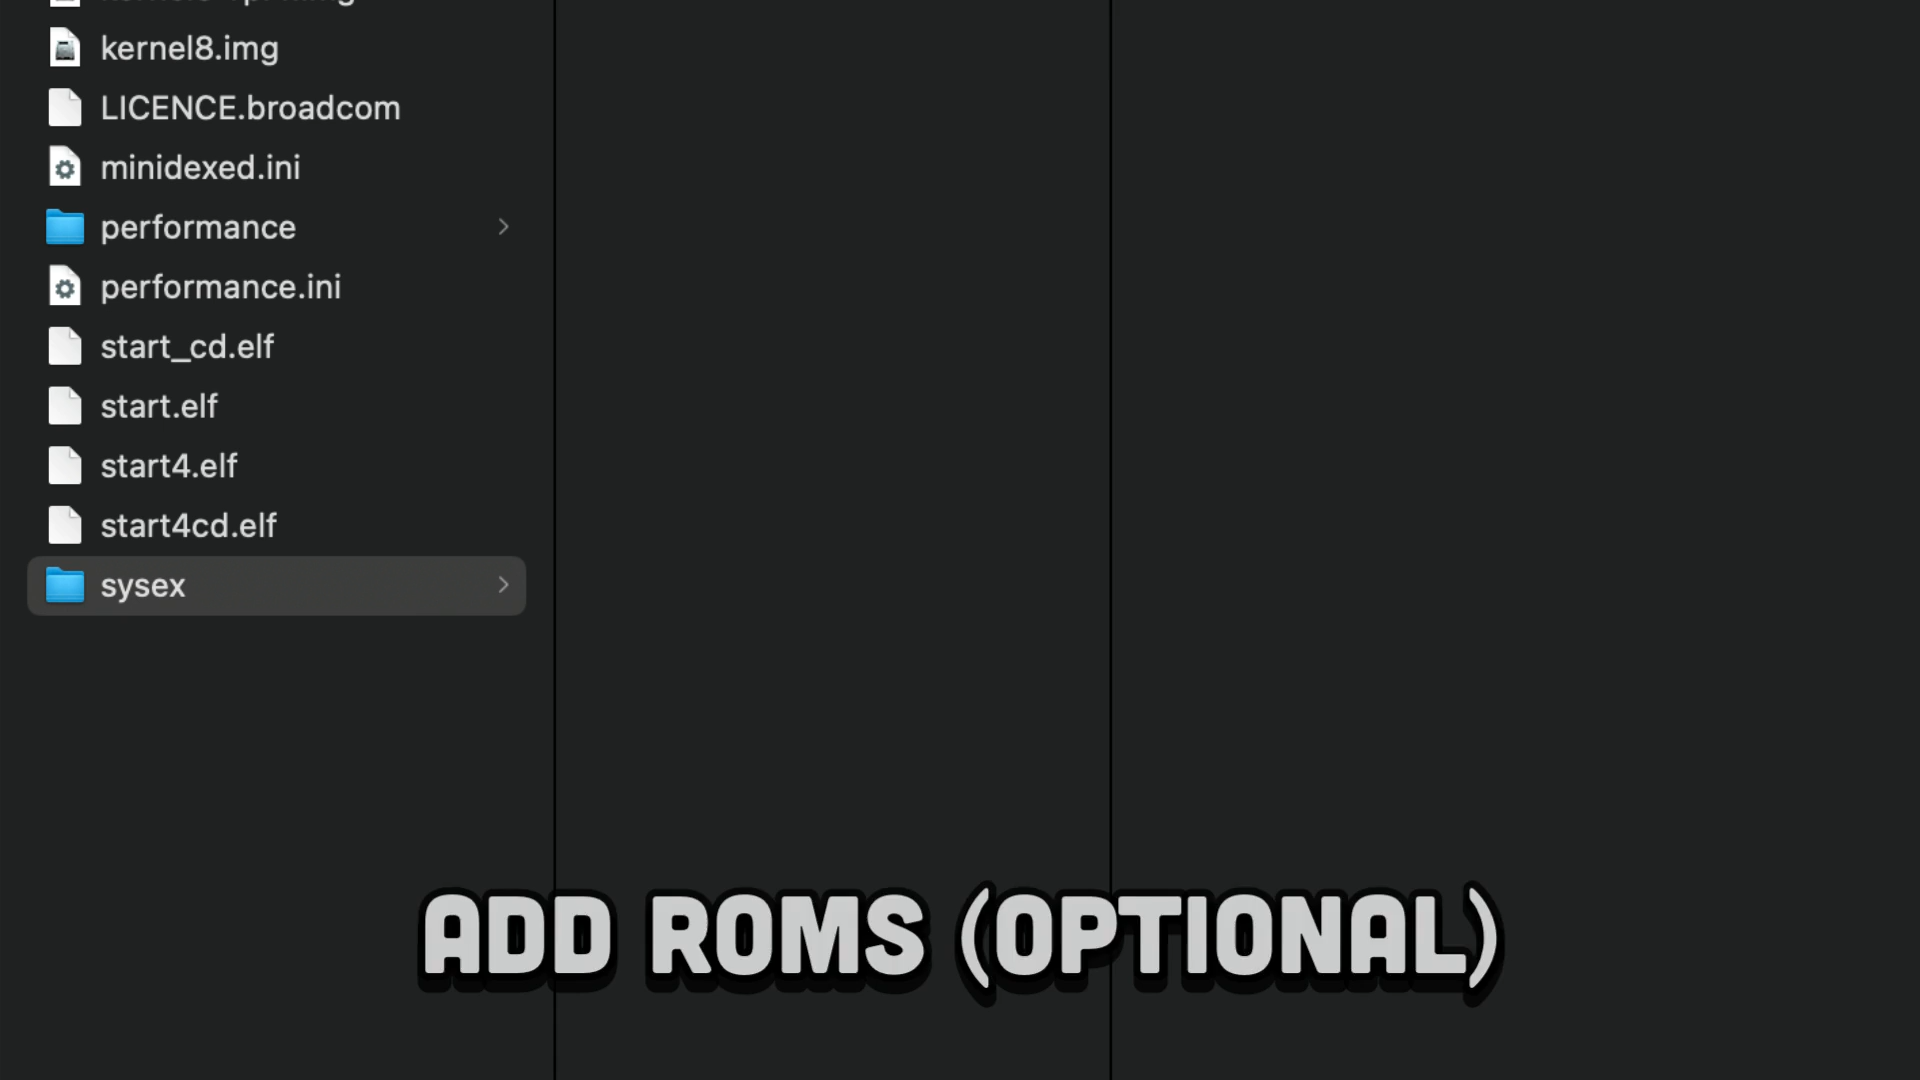 kernel8.img
LICENCE.broadcom
minidexed.ini
performance
performance.ini
start_cd.elf
start.elf
start4.elf
start4cd.elf
sysex
ADD ROMS (OPTIONAL)